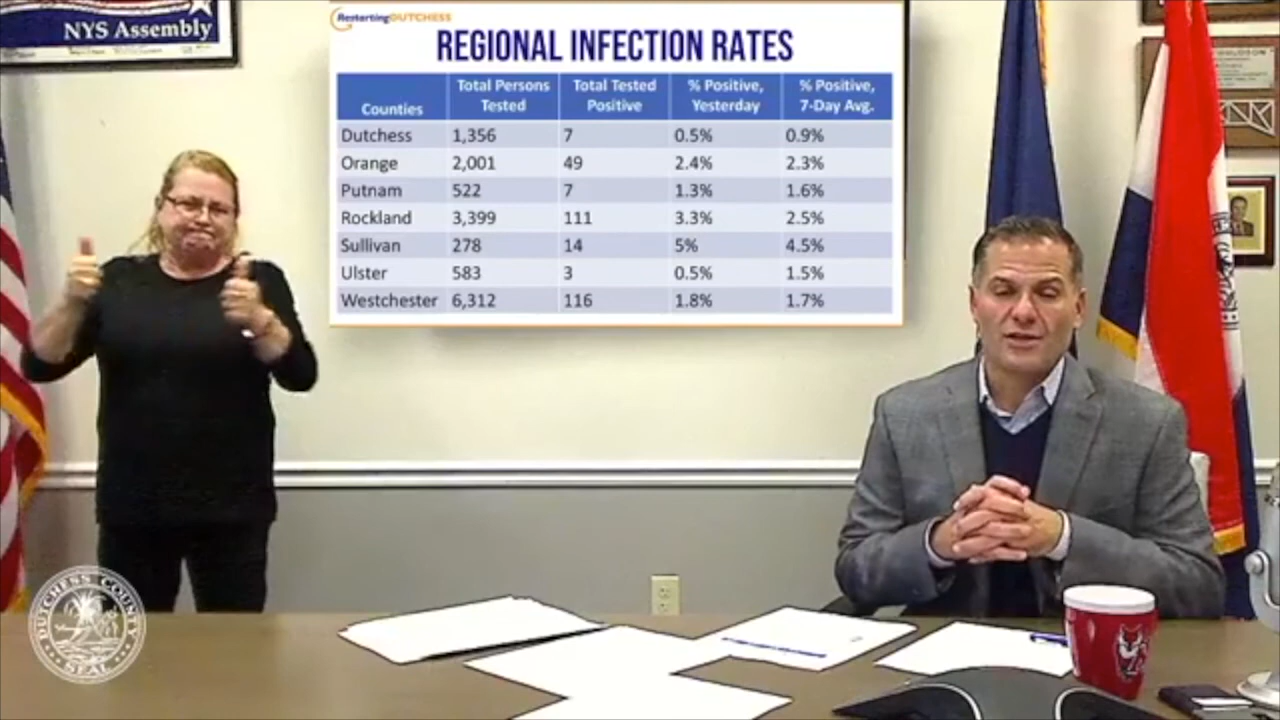 NYS Assembly
RestartingDUTCHESS
REGIONAL INFECTION RATES
Counties Total Persons Tested Total Tested Positive % Positive, Yesterday % Positive, 7-Day Avg.
Dutchess 1,356 7 0.5% 0.9%
Orange 2,001 49 2.4% 2.3%
Putnam 522 7 1.3% 1.6%
Rockland 3,399 111 3.3% 2.5%
Sullivan 278 14 5% 4.5%
Ulster 583 3 0.5% 1.5%
Westchester 6,312 116 1.8% 1.7%
DUTCHESS COUNTY
SEAL